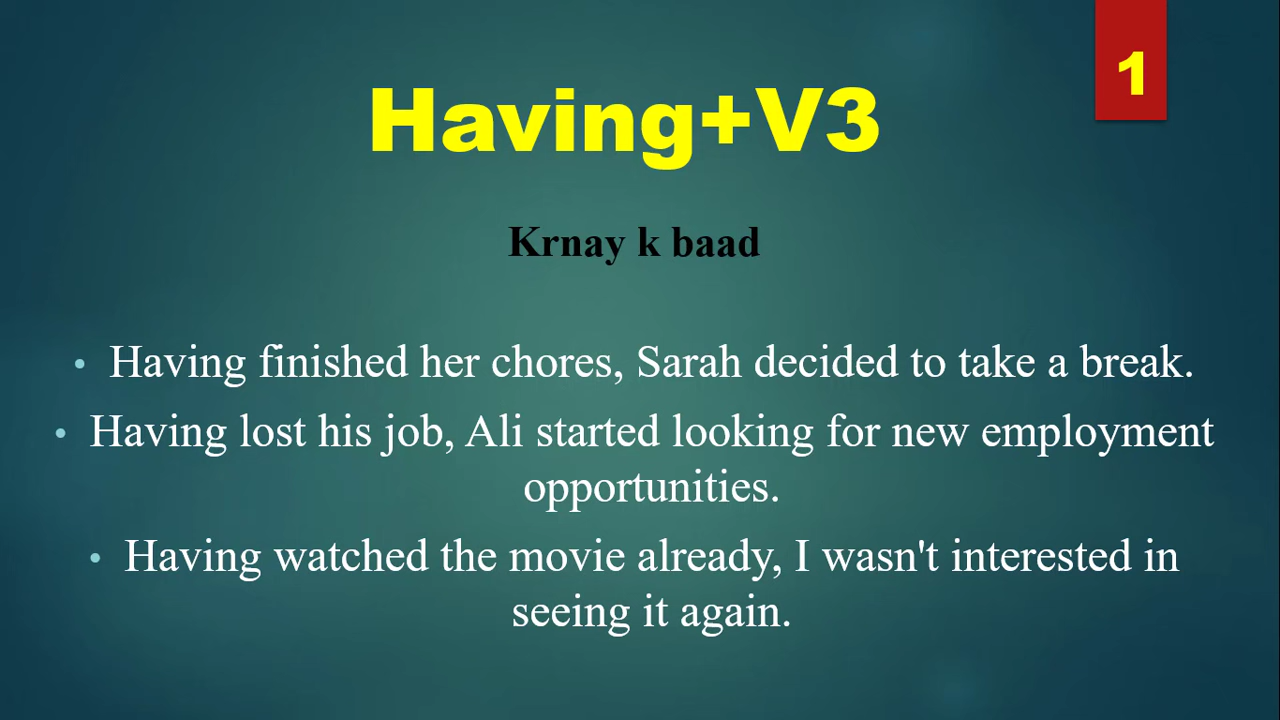 1
Having+V3
Krnay k baad
• Having finished her chores, Sarah decided to take a break.
• Having lost his job, Ali started looking for new employment
opportunities.
• Having watched the movie already, I wasn't interested in
seeing it again.